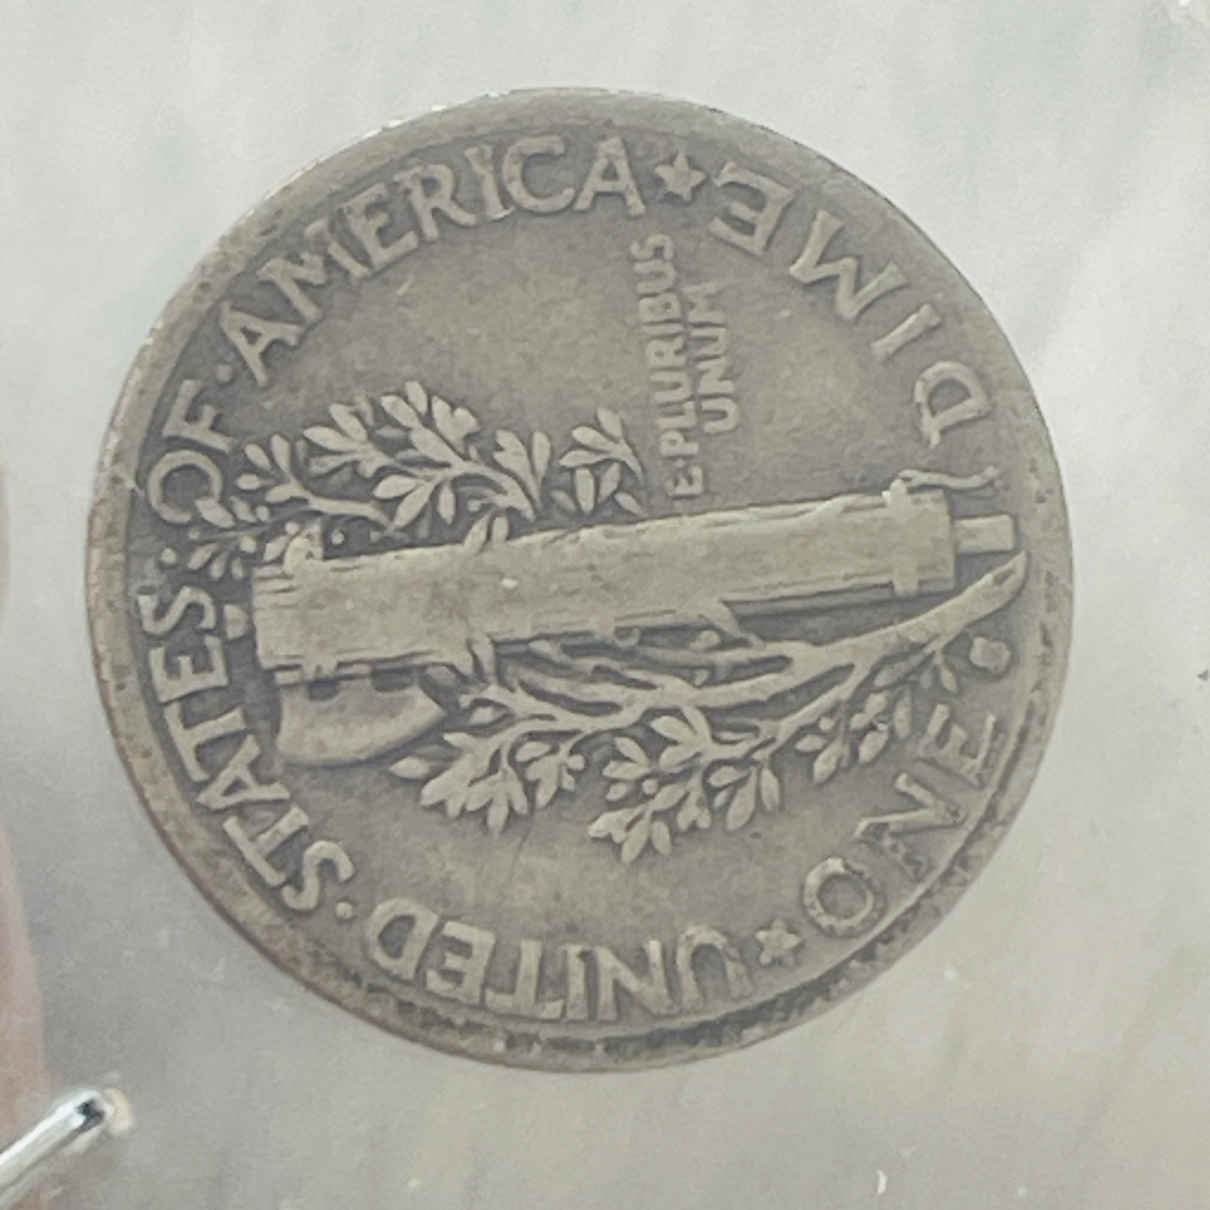 UNITED·STATES·OF·AMERICA
E·PLURIBUS
UNUM
ONE DIME